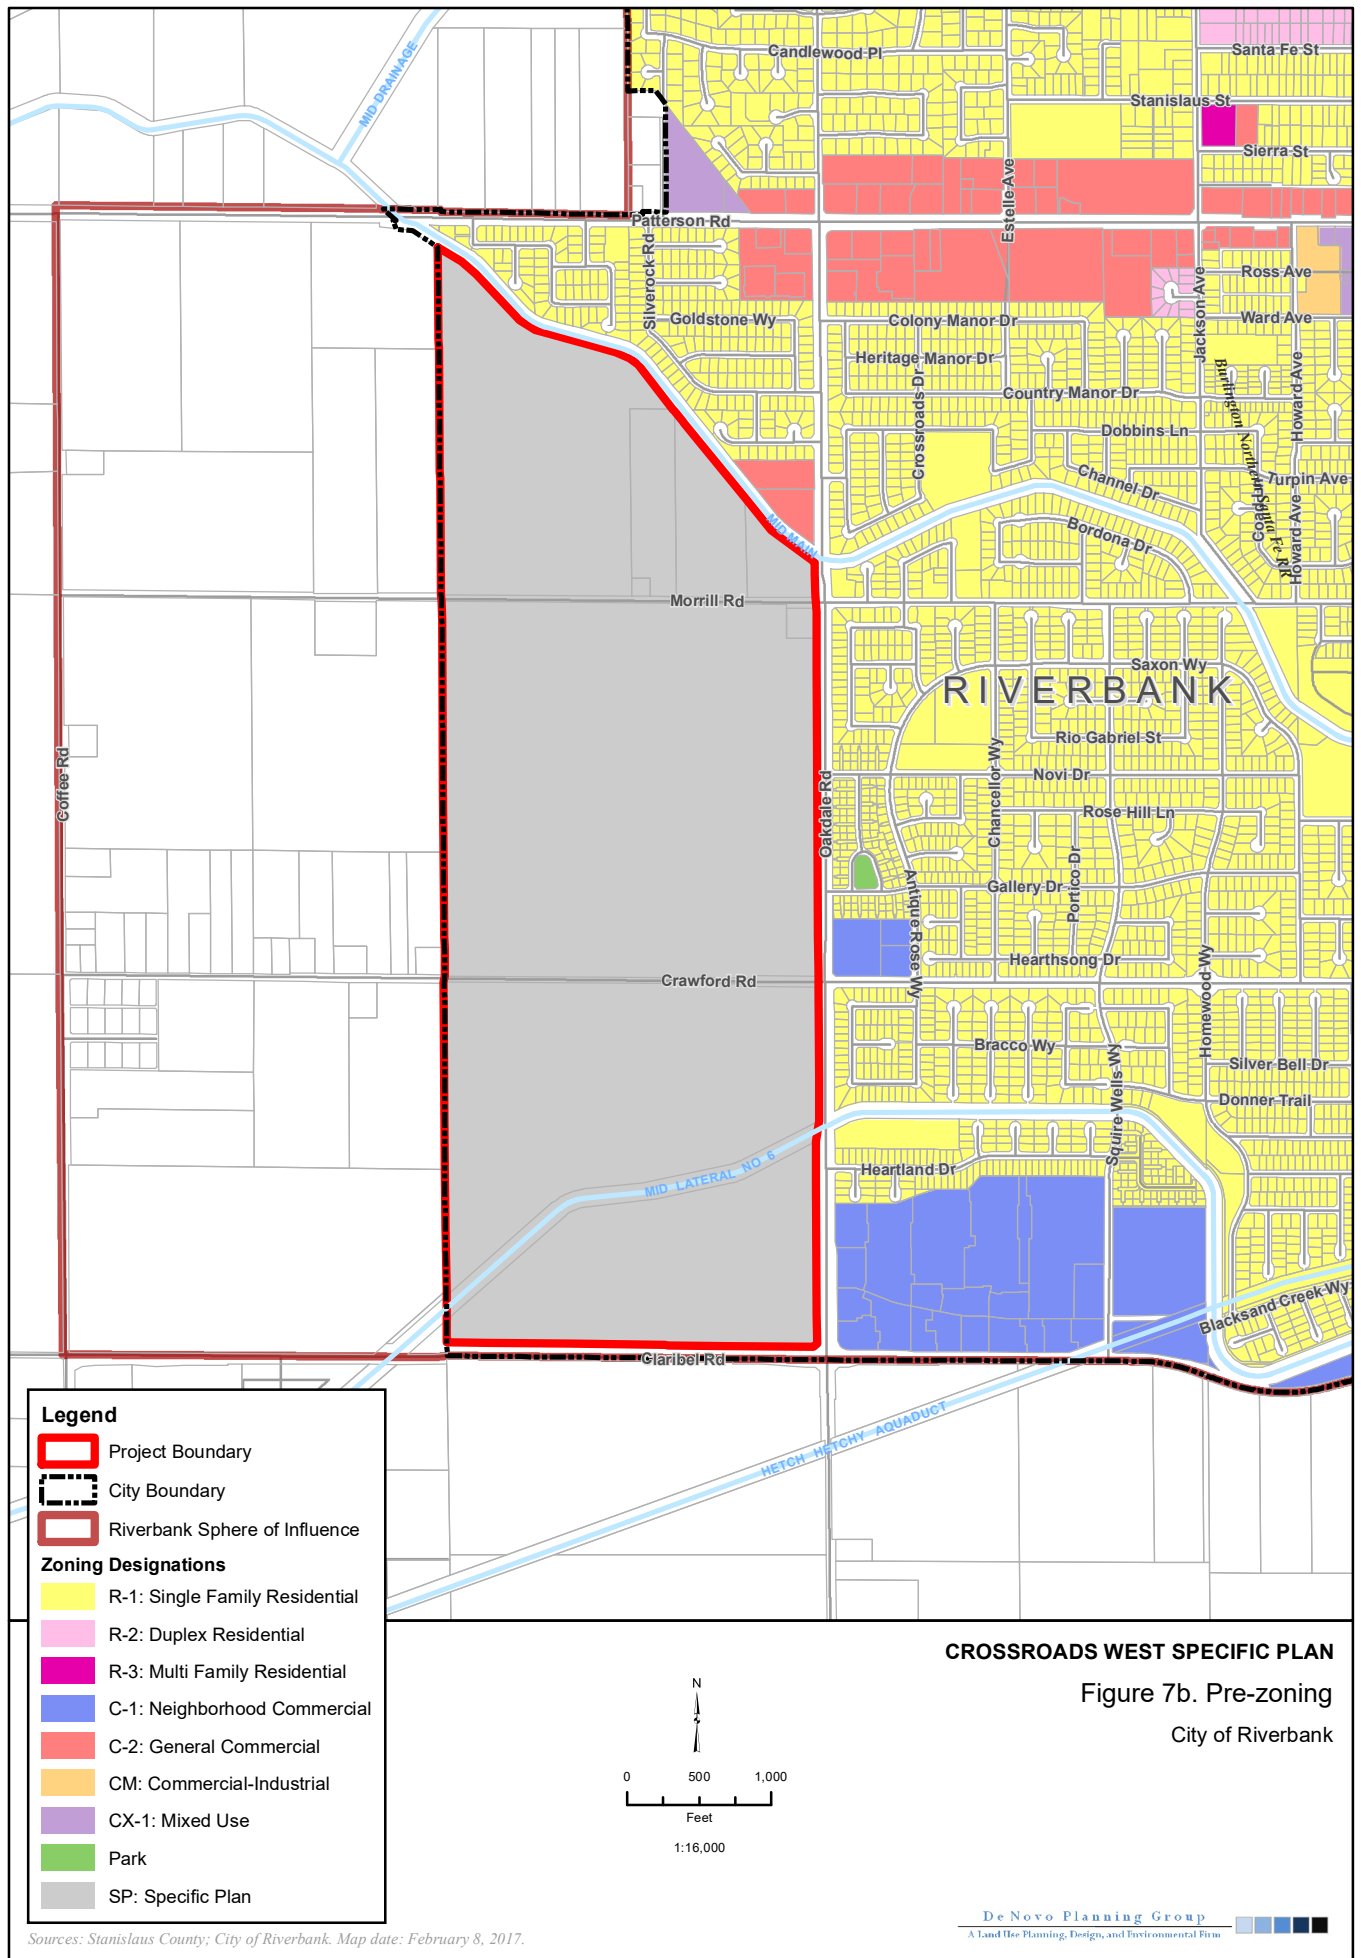 Candlewood Pl
Santa Fe St
MID DRAINAGE
Stanislaus St
Sierra St
Estelle Ave
Patterson Rd
Silverock Rd
Ross Ave
Jackson Ave
Goldstone Wy
Colony Manor Dr
Ward Ave
Heritage Manor Dr
Burlington Northern Santa Fe RR
Crossroads Dr
Country Manor Dr
Howard Ave
Dobbins Ln
Channel Dr
Turpin Ave
MID MAIN
Bordona Dr
Coad Rd
Howard Ave
Morrill Rd
Saxon Wy
RIVERBANK
Coffee Rd
Rio Gabriel St
Chancellor Wy
Novi Dr
Oakdale Rd
Rose Hill Ln
Portico Dr
Gallery Dr
Antique Rose Wy
Hearthsong Dr
Homewood Wy
Crawford Rd
Bracco Wy
Squire Wells Wy
Silver Bell Dr
Donner Trail
MID LATERAL NO 6
Heartland Dr
Blacksand Creek Wy
Claribel Rd
HETCH HETCHY AQUADUCT
Legend
Project Boundary
City Boundary
Riverbank Sphere of Influence
Zoning Designations
R-1: Single Family Residential
R-2: Duplex Residential
R-3: Multi Family Residential
C-1: Neighborhood Commercial
C-2: General Commercial
CM: Commercial-Industrial
CX-1: Mixed Use
Park
SP: Specific Plan
CROSSROADS WEST SPECIFIC PLAN
Figure 7b. Pre-zoning
City of Riverbank
N
0 500 1,000
Feet
1:16,000
De Novo Planning Group
A Land Use Planning, Design, and Environmental Firm
Sources: Stanislaus County; City of Riverbank. Map date: February 8, 2017.